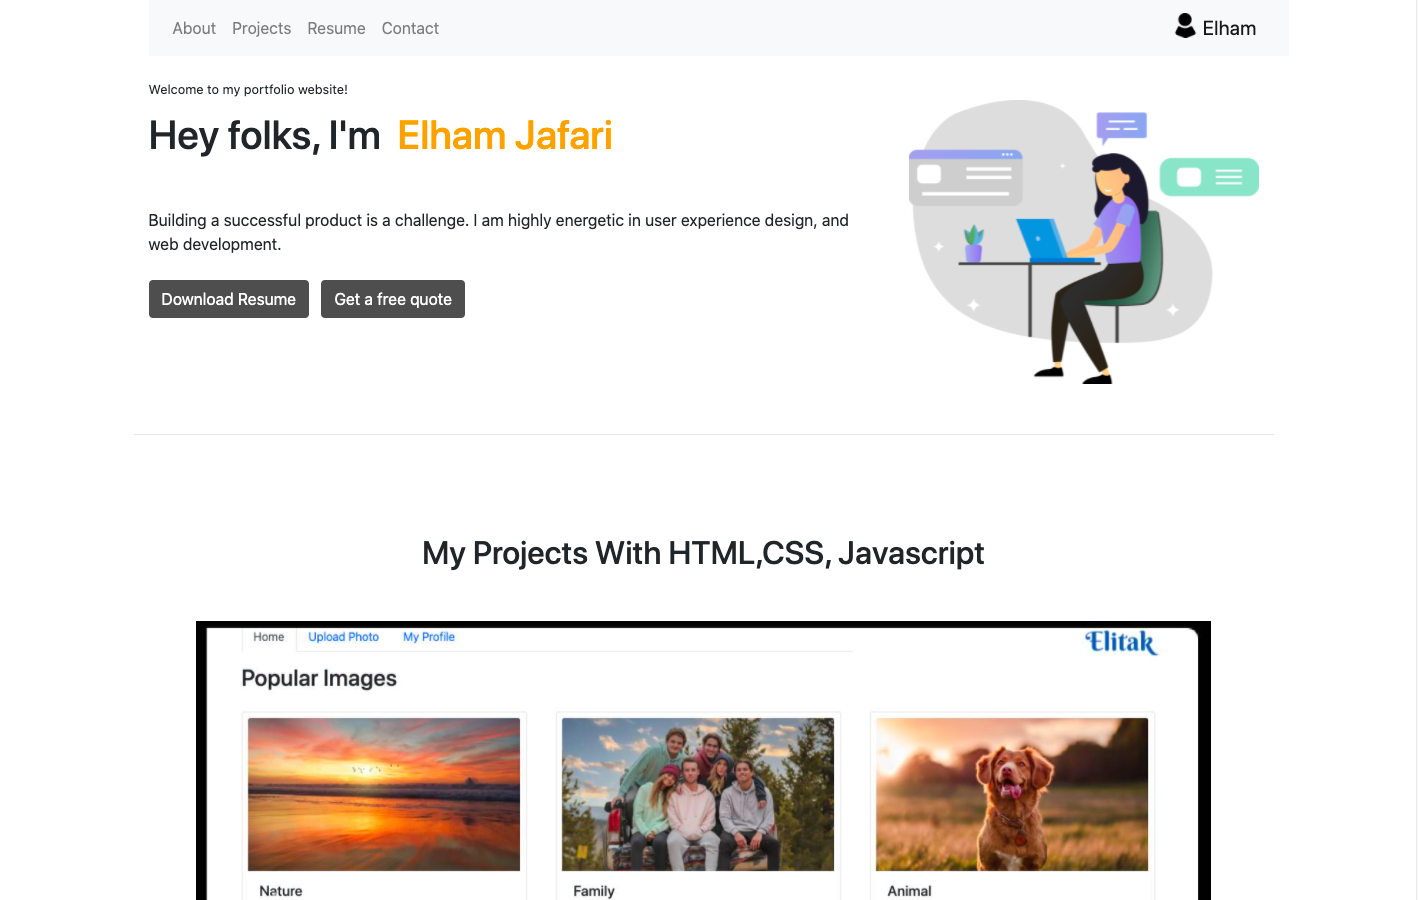 About Projects Resume Contact
Elham
Welcome to my portfolio website!
Hey folks, I'm Elham Jafari
Building a successful product is a challenge. I am highly energetic in user experience design, and
web development.
Download Resume Get a free quote
My Projects With HTML,CSS, Javascript
Home Upload Photo My Profile
Elitak
Popular Images
Nature Family Animal